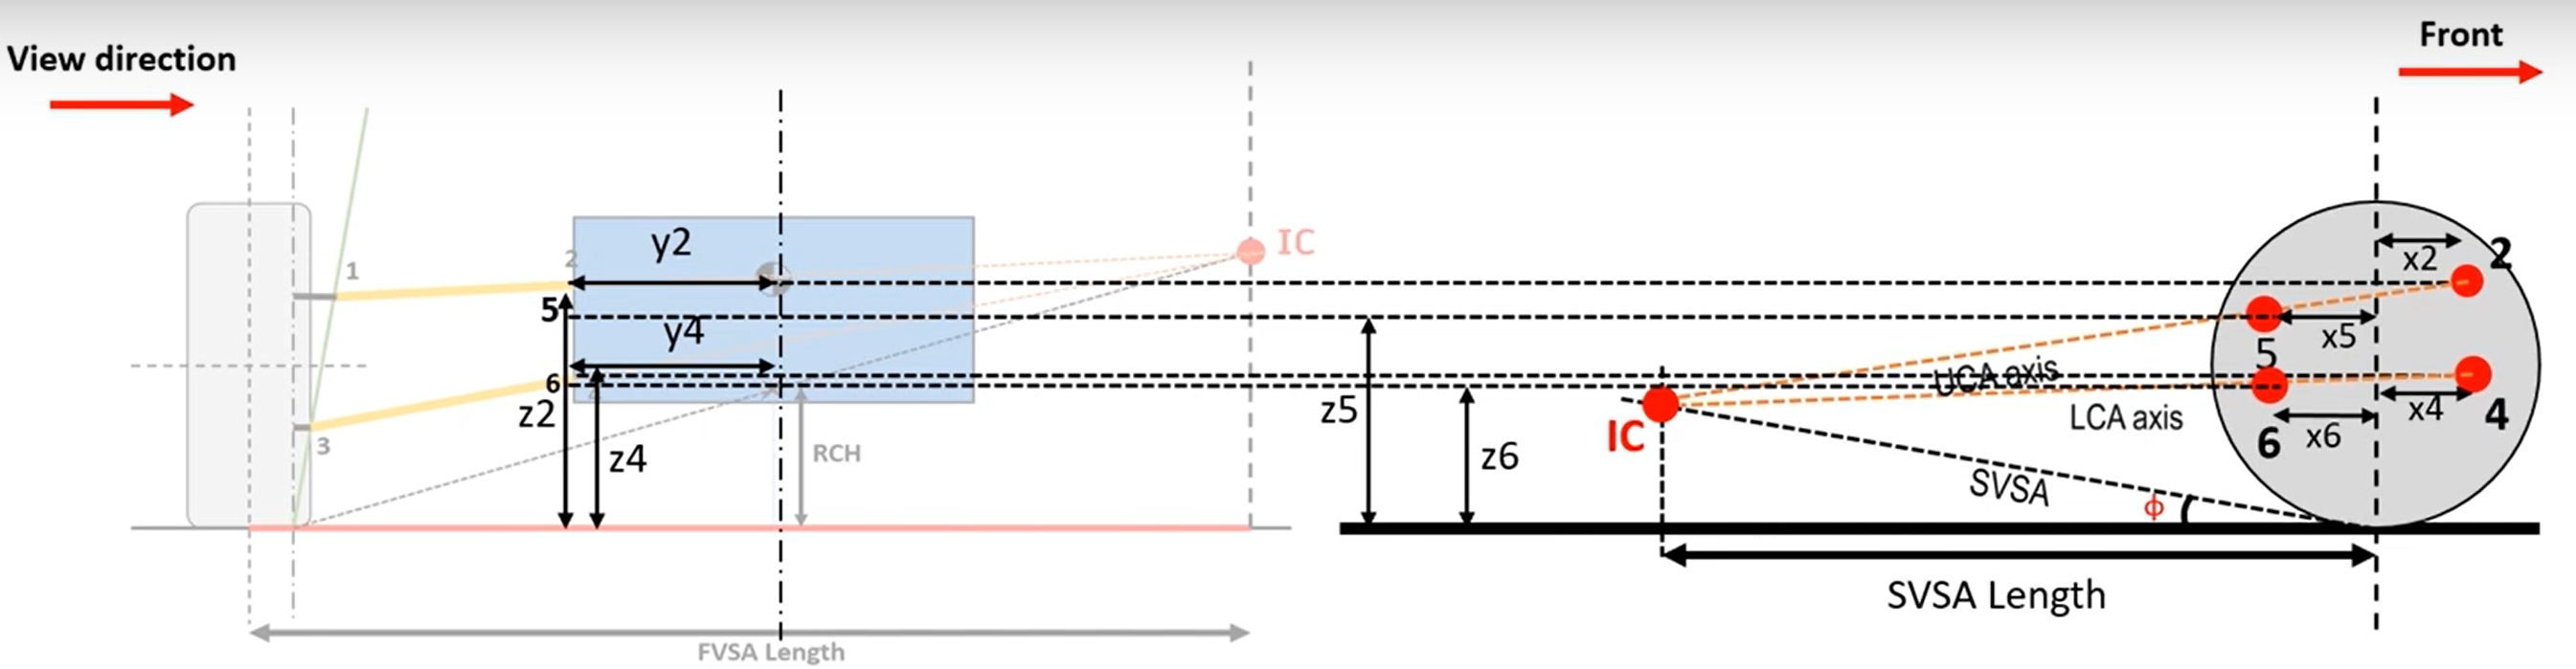 View direction
Front
y2
IC
2
1
2
x2
5
y4
5
x5
6
UCA axis
z2
z5
IC
LCA axis
x4
4
3
z4
RCH
z6
6
x6
SVSA
ϕ
SVSA Length
FVSA Length